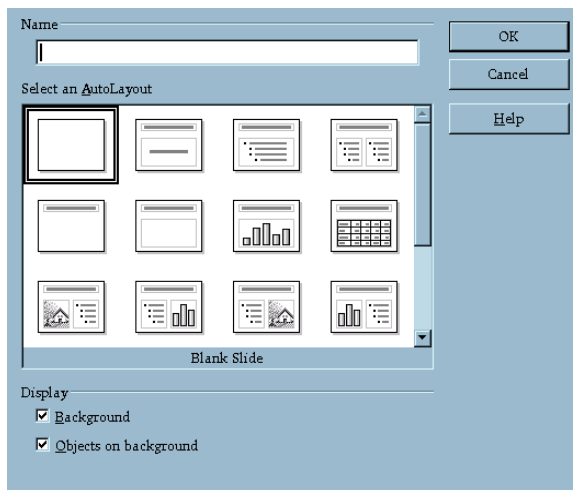 Name
OK
Cancel
Select an AutoLayout
Help
Blank Slide
Display
Background
Objects on background